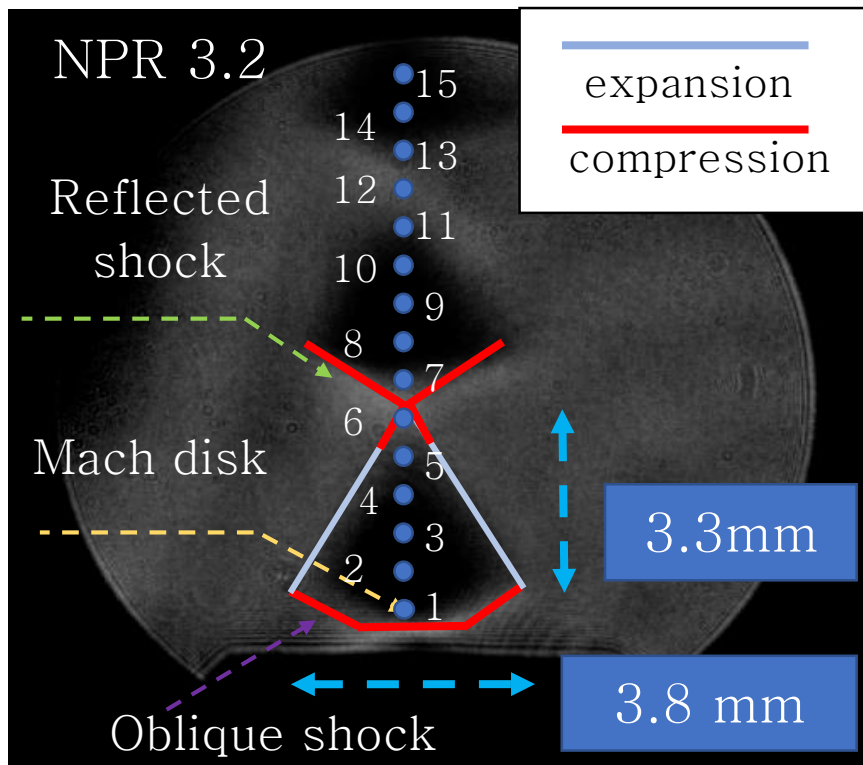 NPR 3.2
expansion
compression
15
14
13
12
11
10
9
8
7
6
5
4
3
2
1
Reflected
shock
Mach disk
Oblique shock
3.3mm
3.8 mm